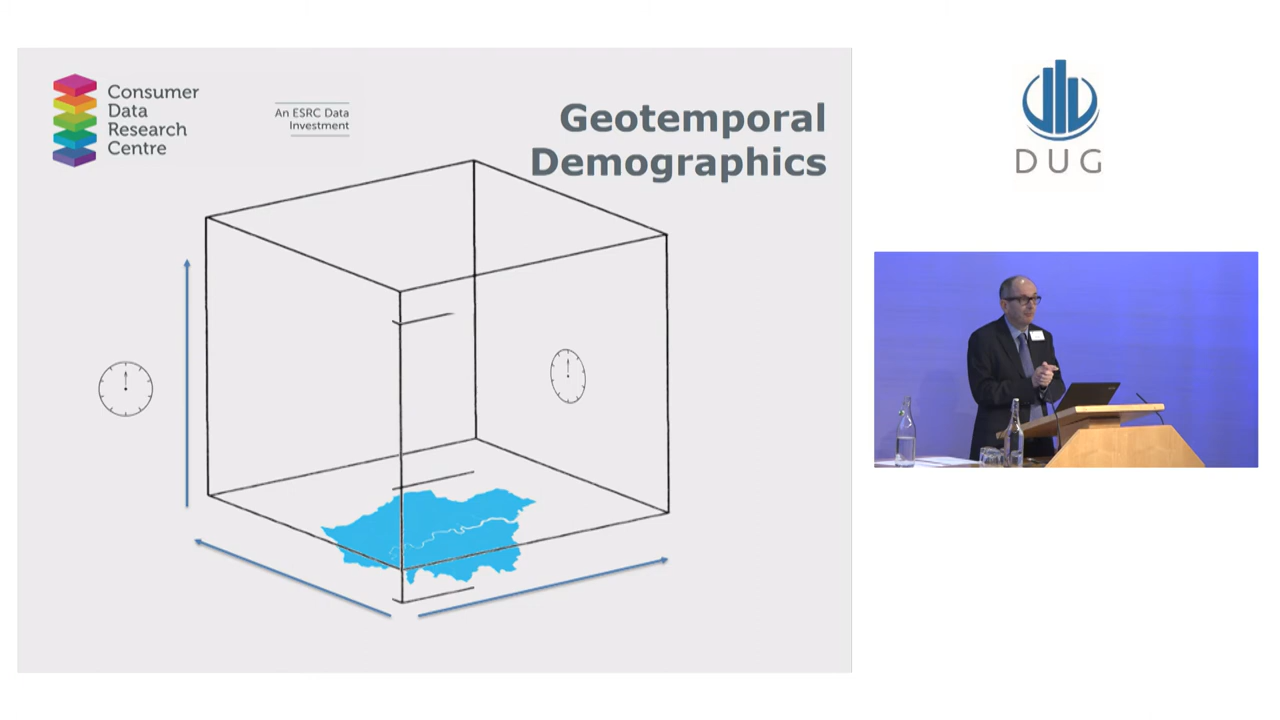 Consumer
Data
Research
Centre
An ESRC Data
Investment
Geotemporal
Demographics
DUG